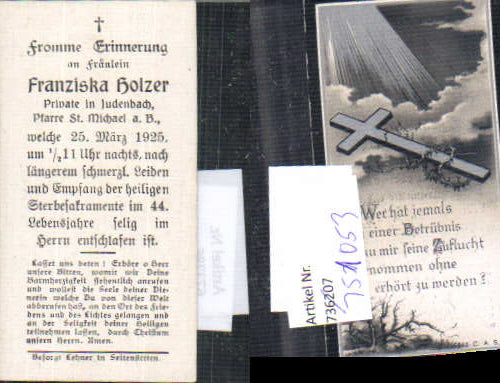 Fromme Erinnerung
an Fräulein
Franziska Holzer
Private in Judenbach,
Pfarre St. Michael a. B.,
welche 25. März 1925.
um ½11 Uhr nachts, nach
längerem schmerzl. Leiden
und Empfang der heiligen
Sterbesakramente im 44.
Lebensjahre selig im
Herrn entschlafen ist.
Lasset uns beten! Erhöre o Herr
unsere Bitten, womit wir Deine
Barmherzigkeit flehentlich anrufen
und wollest die Seele deiner Die-
nerin welche Du von dieser Welt
abberufen hast, an den Ort des Frie-
dens und des Lichtes gelangen und
an der Seligkeit deiner Heiligen
teilnehmen lassen, durch Christum
unsern Herrn. Amen.
Besorgt Lehner in Seitenstetten.
Artikel Nr.
736207
751053
Wer hat jemals
einer Betrübnis
zu mir seine Zuflucht
nommen ohne
erhört zu werden?
C. A. S.